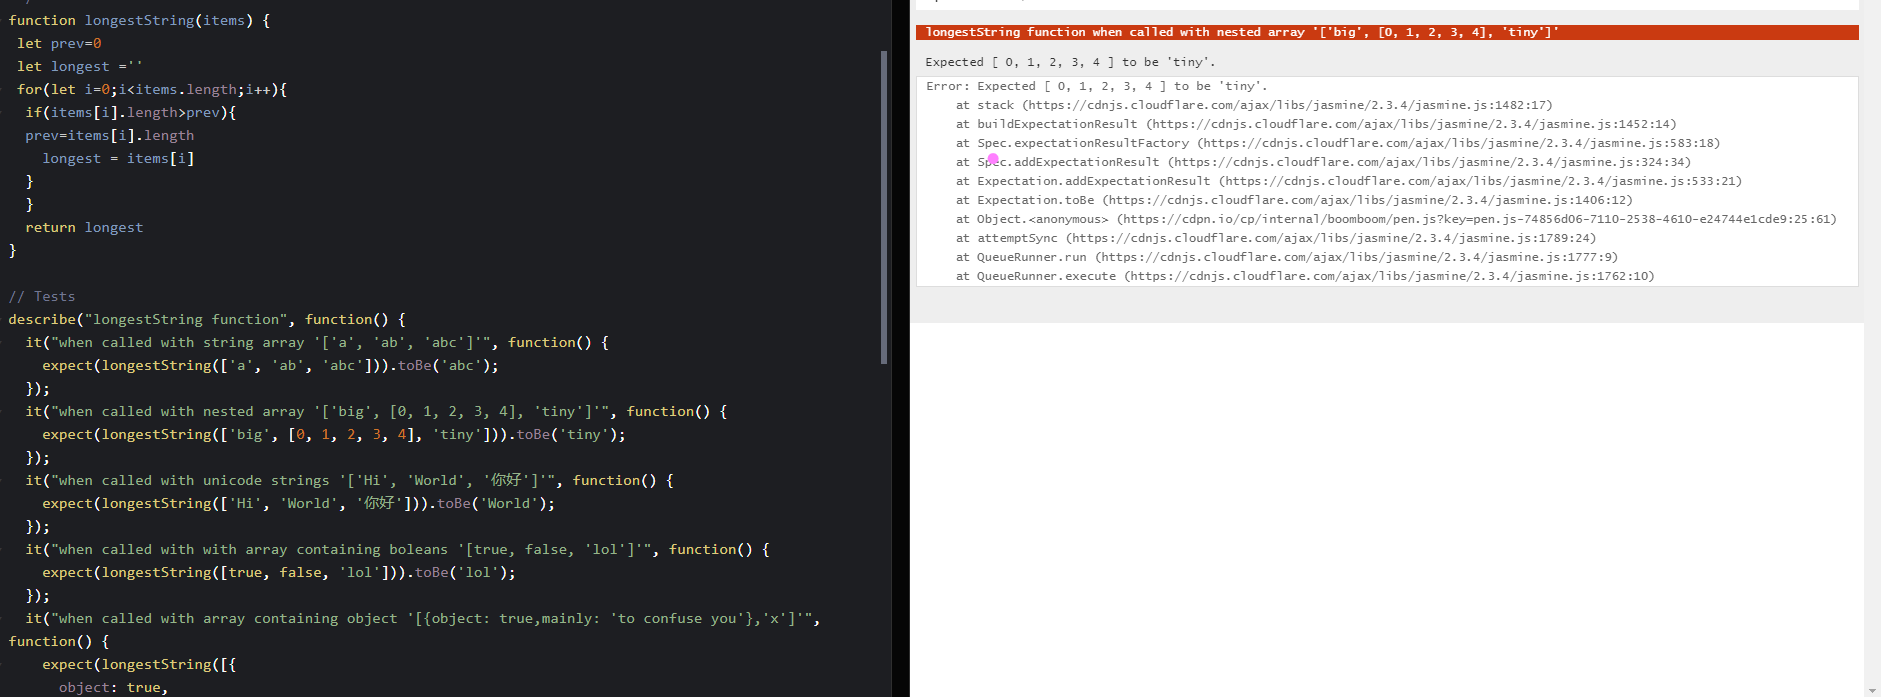 function longestString(items) {
let prev=0
let longest =''
for(let i=0;i<items.length;i++){
if(items[i].length>prev){
prev=items[i].length
longest = items[i]
}
}
return longest
}
// Tests
describe("longestString function", function() {
it("when called with string array '['a', 'ab', 'abc']'", function() {
expect(longestString(['a', 'ab', 'abc'])).toBe('abc');
});
it("when called with nested array '['big', [0, 1, 2, 3, 4], 'tiny']'", function() {
expect(longestString(['big', [0, 1, 2, 3, 4], 'tiny'])).toBe('tiny');
});
it("when called with unicode strings '['Hi', 'World', '你好']'", function() {
expect(longestString(['Hi', 'World', '你好'])).toBe('World');
});
it("when called with with array containing boleans '[true, false, 'lol']'", function() {
expect(longestString([true, false, 'lol'])).toBe('lol');
});
it("when called with array containing object '[{object: true,mainly: 'to confuse you'},'x']'",
function() {
expect(longestString([{
object: true,
longestString function when called with nested array '['big', [0, 1, 2, 3, 4], 'tiny']'
Expected [ 0, 1, 2, 3, 4 ] to be 'tiny'.
Error: Expected [ 0, 1, 2, 3, 4 ] to be 'tiny'.
at stack (https://cdnjs.cloudflare.com/ajax/libs/jasmine/2.3.4/jasmine.js:1482:17)
at buildExpectationResult (https://cdnjs.cloudflare.com/ajax/libs/jasmine/2.3.4/jasmine.js:1452:14)
at Spec.expectationResultFactory (https://cdnjs.cloudflare.com/ajax/libs/jasmine/2.3.4/jasmine.js:583:18)
at Spec.addExpectationResult (https://cdnjs.cloudflare.com/ajax/libs/jasmine/2.3.4/jasmine.js:324:34)
at Expectation.addExpectationResult (https://cdnjs.cloudflare.com/ajax/libs/jasmine/2.3.4/jasmine.js:533:21)
at Expectation.toBe (https://cdnjs.cloudflare.com/ajax/libs/jasmine/2.3.4/jasmine.js:1406:12)
at Object.<anonymous> (https://cdpn.io/cp/internal/boomboom/pen.js?key=pen.js-74856d06-7110-2538-4610-e24744e1cde9:25:61)
at attemptSync (https://cdnjs.cloudflare.com/ajax/libs/jasmine/2.3.4/jasmine.js:1789:24)
at QueueRunner.run (https://cdnjs.cloudflare.com/ajax/libs/jasmine/2.3.4/jasmine.js:1777:9)
at QueueRunner.execute (https://cdnjs.cloudflare.com/ajax/libs/jasmine/2.3.4/jasmine.js:1762:10)